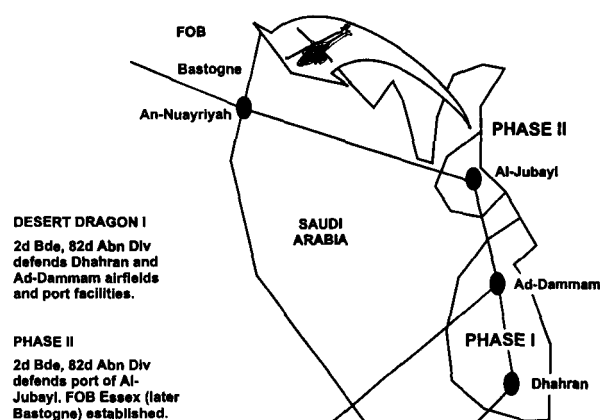 FOB
Bastogne
An-Nuayriyah
PHASE II
Al-Jubayl
SAUDI
ARABIA
DESERT DRAGON I
2d Bde, 82d Abn Div
defends Dhahran and
Ad-Dammam airfields
and port facilities.
Ad-Dammam
PHASE I
PHASE II
2d Bde, 82d Abn Div
defends port of Al-
Jubayl. FOB Essex (later
Bastogne) established.
Dhahran